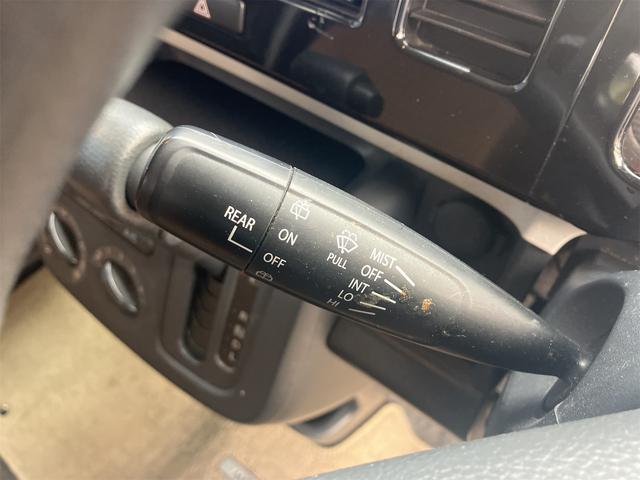 REAR
ON
OFF
PULL
MIST
OFF
INT
LO
HI